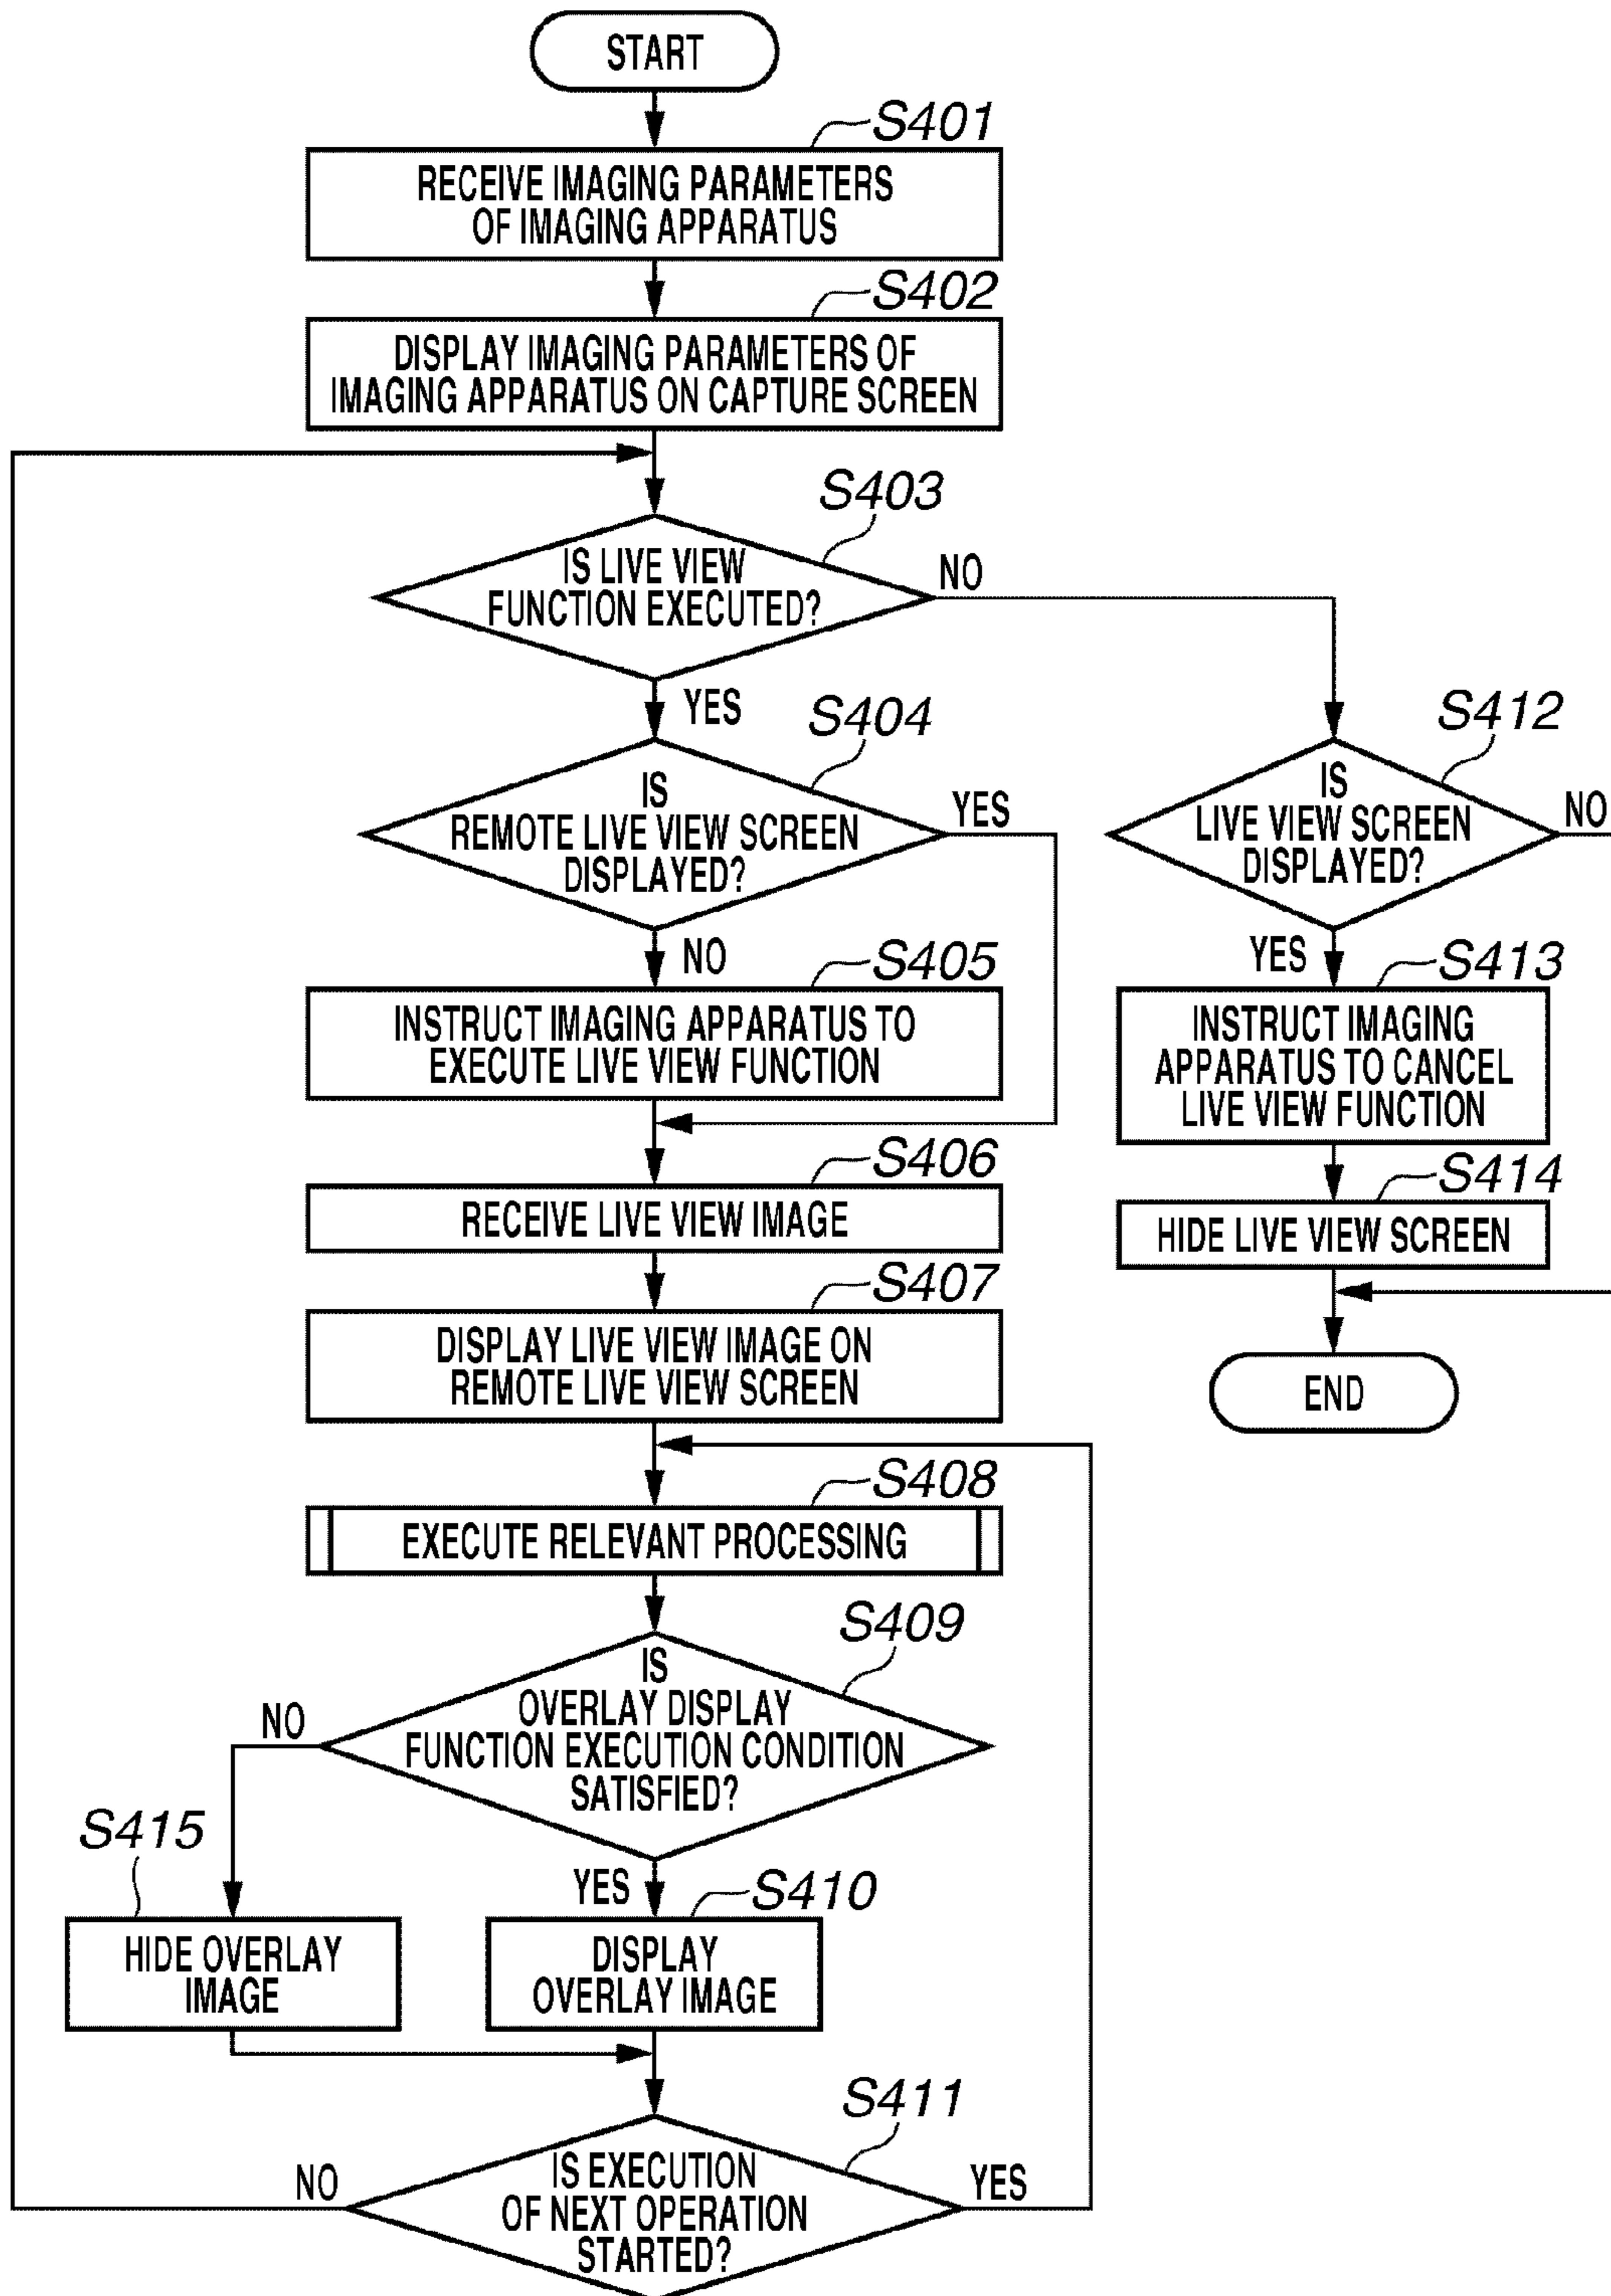 START
S401
RECEIVE IMAGING PARAMETERS
OF IMAGING APPARATUS
S402
DISPLAY IMAGING PARAMETERS OF
IMAGING APPARATUS ON CAPTURE SCREEN
S403
IS LIVE VIEW
FUNCTION EXECUTED?
NO
YES
S404
IS
REMOTE LIVE VIEW SCREEN
DISPLAYED?
YES
NO
S412
IS
LIVE VIEW SCREEN
DISPLAYED?
NO
YES
S405
INSTRUCT IMAGING APPARATUS TO
EXECUTE LIVE VIEW FUNCTION
S413
INSTRUCT IMAGING
APPARATUS TO CANCEL
LIVE VIEW FUNCTION
S406
RECEIVE LIVE VIEW IMAGE
S414
HIDE LIVE VIEW SCREEN
S407
DISPLAY LIVE VIEW IMAGE ON
REMOTE LIVE VIEW SCREEN
END
S408
EXECUTE RELEVANT PROCESSING
S409
IS
OVERLAY DISPLAY
FUNCTION EXECUTION CONDITION
SATISFIED?
NO
YES
S415
HIDE OVERLAY
IMAGE
S410
DISPLAY
OVERLAY IMAGE
S411
IS EXECUTION
OF NEXT OPERATION
STARTED?
NO
YES